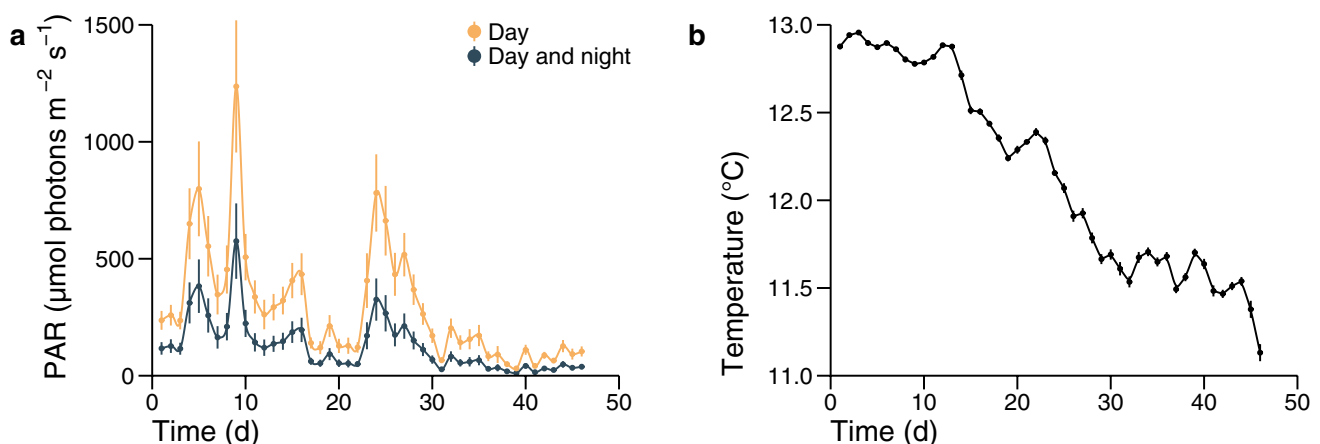 a
PAR (µmol photons m⁻² s⁻¹)
1500
1000
500
0
0 10 20 30 40 50
Time (d)
Day
Day and night
b
Temperature (°C)
13.0
12.5
12.0
11.5
11.0
0 10 20 30 40 50
Time (d)